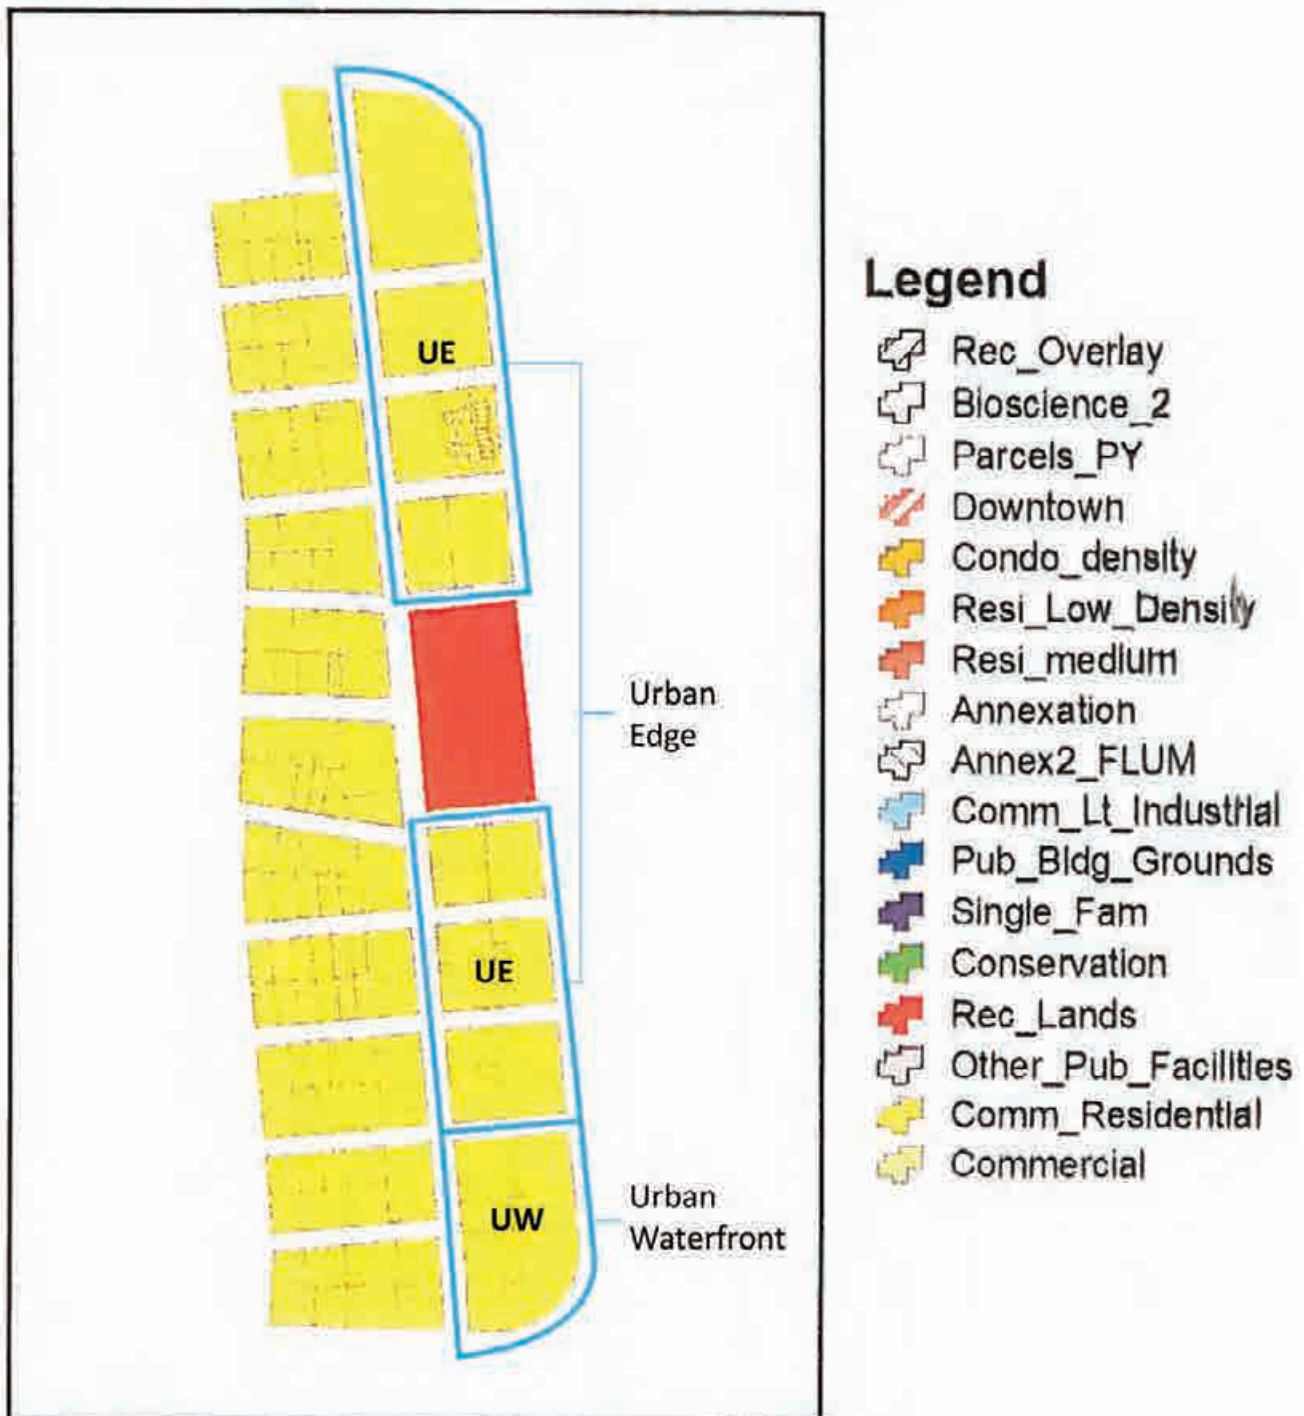 UE
Urban
Edge
UE
UW
Urban
Waterfront
Legend
Rec_Overlay
Bioscience_2
Parcels_PY
Downtown
Condo_density
Resi_Low_Density
Resi_medium
Annexation
Annex2_FLUM
Comm_Lt_Industrial
Pub_Bldg_Grounds
Single_Fam
Conservation
Rec_Lands
Other_Pub_Facilities
Comm_Residential
Commercial